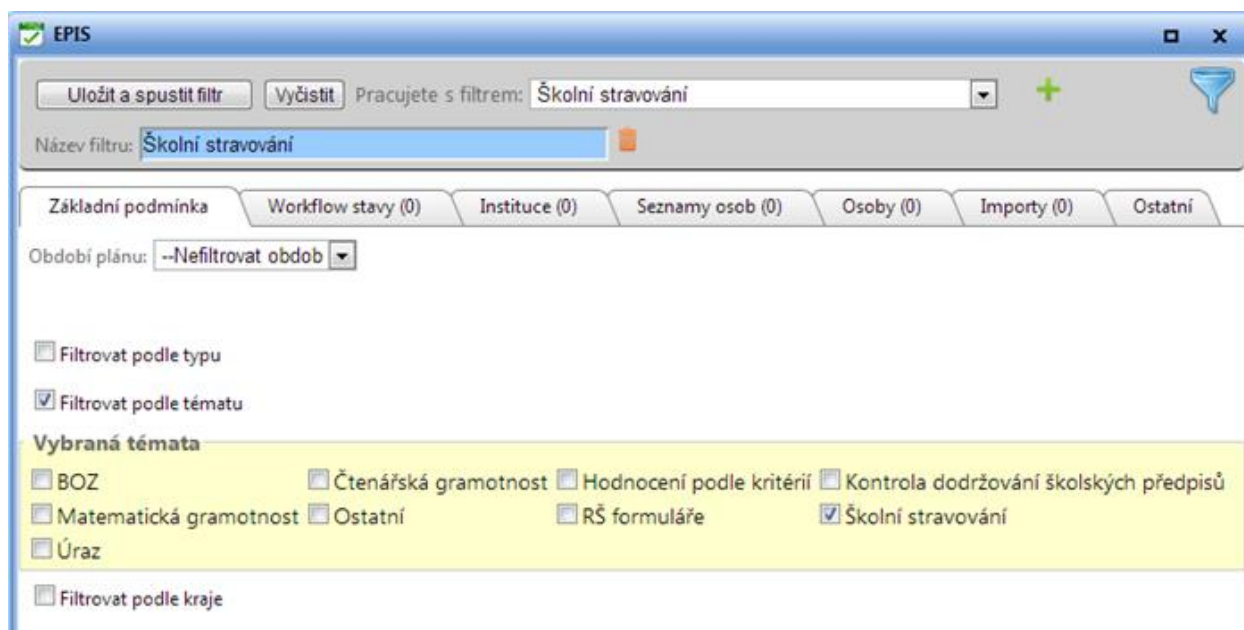 EPIS
Uložit a spustit filtr Vyčistit Pracujete s filtrem: Školní stravování
Název filtru: Školní stravování
Základní podmínka Workflow stavy (0) Instituce (0) Seznamy osob (0) Osoby (0) Importy (0) Ostatní
Období plánu: --Nefiltrovat obdob
Filtrovat podle typu
Filtrovat podle tématu
Vybraná témata
BOZ Čtenářská gramotnost Hodnocení podle kritérií Kontrola dodržování školských předpisů
Matematická gramotnost Ostatní RŠ formuláře Školní stravování
Úraz
Filtrovat podle kraje